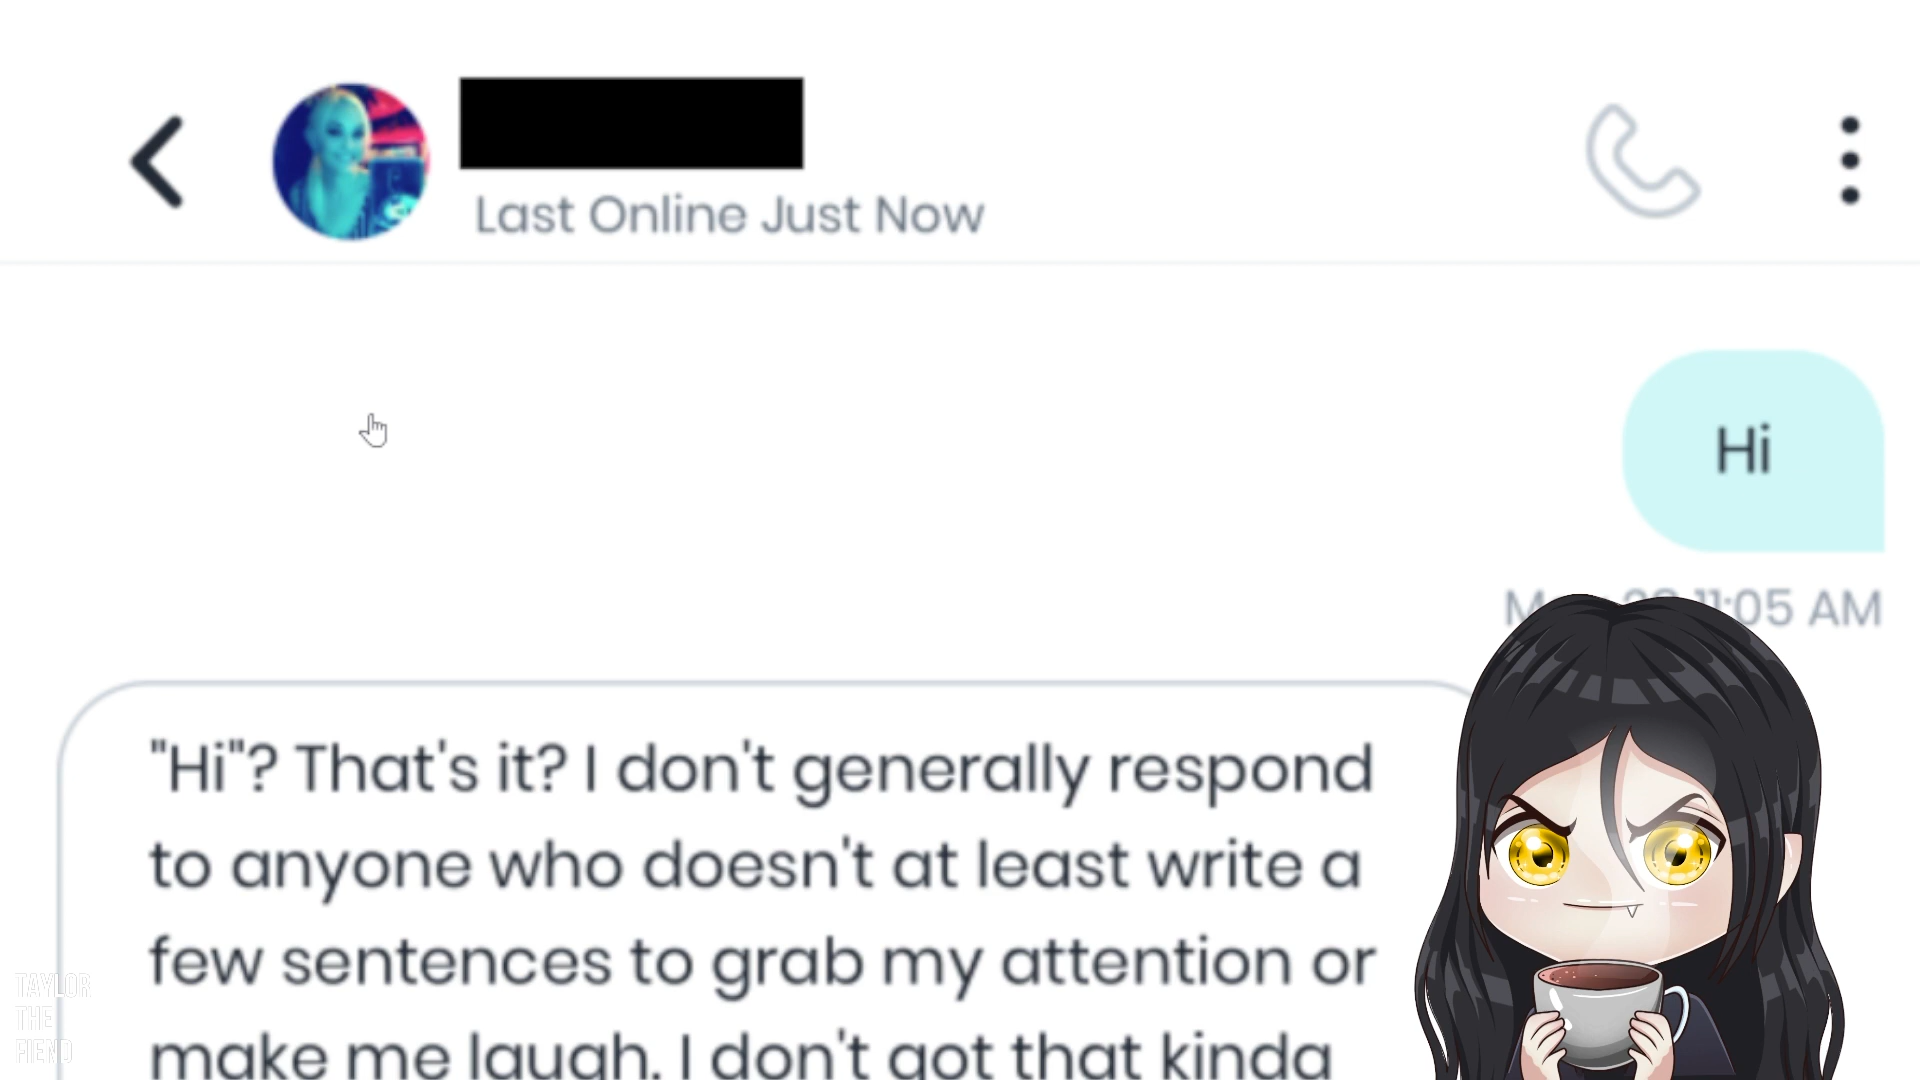 Last Online Just Now
Hi
11:05 AM
"Hi"? That's it? I don't generally respond
to anyone who doesn't at least write a
few sentences to grab my attention or
make me laugh. I don't got that kinda
TAYLOR
THE
FIEND